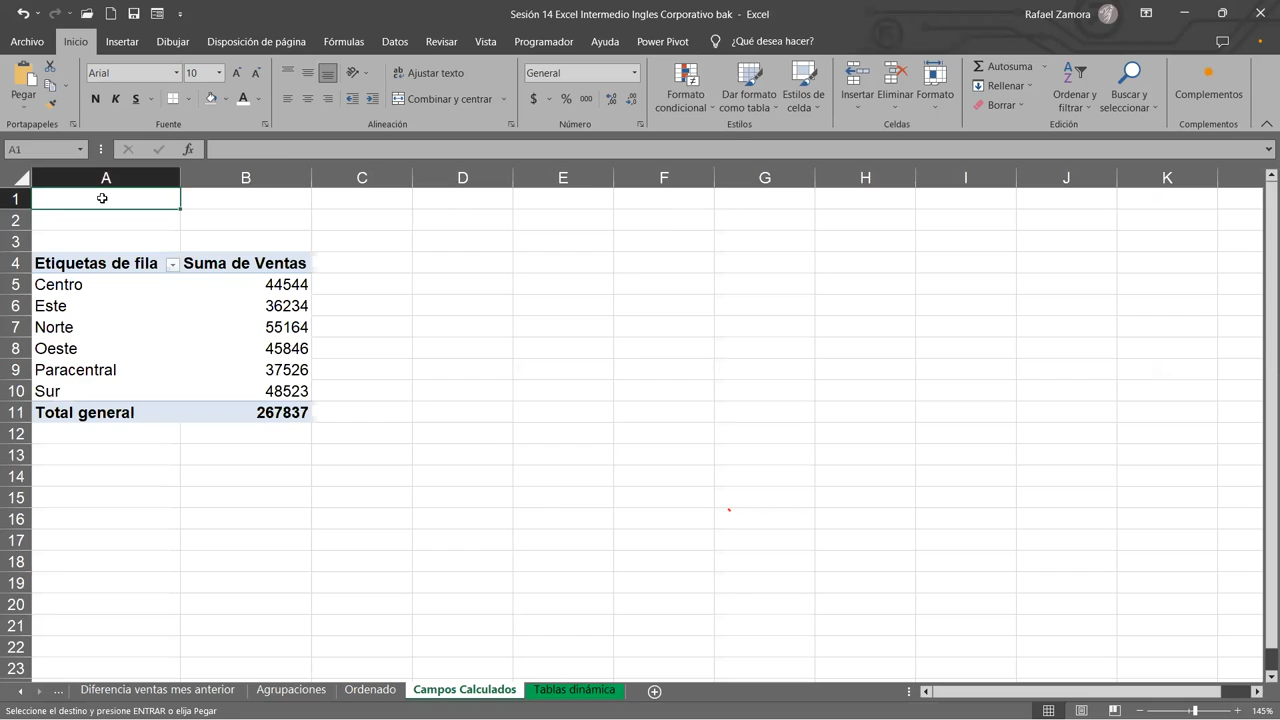 Sesión 14 Excel Intermedio Ingles Corporativo bak - Excel
Rafael Zamora
Archivo Inicio Insertar Dibujar Disposición de página Fórmulas Datos Revisar Vista Programador Ayuda Power Pivot ¿Qué desea hacer?
Pegar
Arial 10
N K S
Ajustar texto
Combinar y centrar
General
$ % 000
Formato condicional
Dar formato como tabla
Estilos de celda
Insertar Eliminar Formato
Autosuma
Rellenar
Borrar
Ordenar y filtrar
Buscar y seleccionar
Complementos
Portapapeles Fuente Alineación Número Estilos Celdas Edición Complementos
A1 fx
A B C D E F G H I J K
1
2
3
4 Etiquetas de fila Suma de Ventas
5 Centro 44544
6 Este 36234
7 Norte 55164
8 Oeste 45846
9 Paracentral 37526
10 Sur 48523
11 Total general 267837
12
13
14
15
16
17
18
19
20
21
22
23
... Diferencia ventas mes anterior Agrupaciones Ordenado Campos Calculados Tablas dinámica
Seleccione el destino y presione ENTRAR o elija Pegar 145%